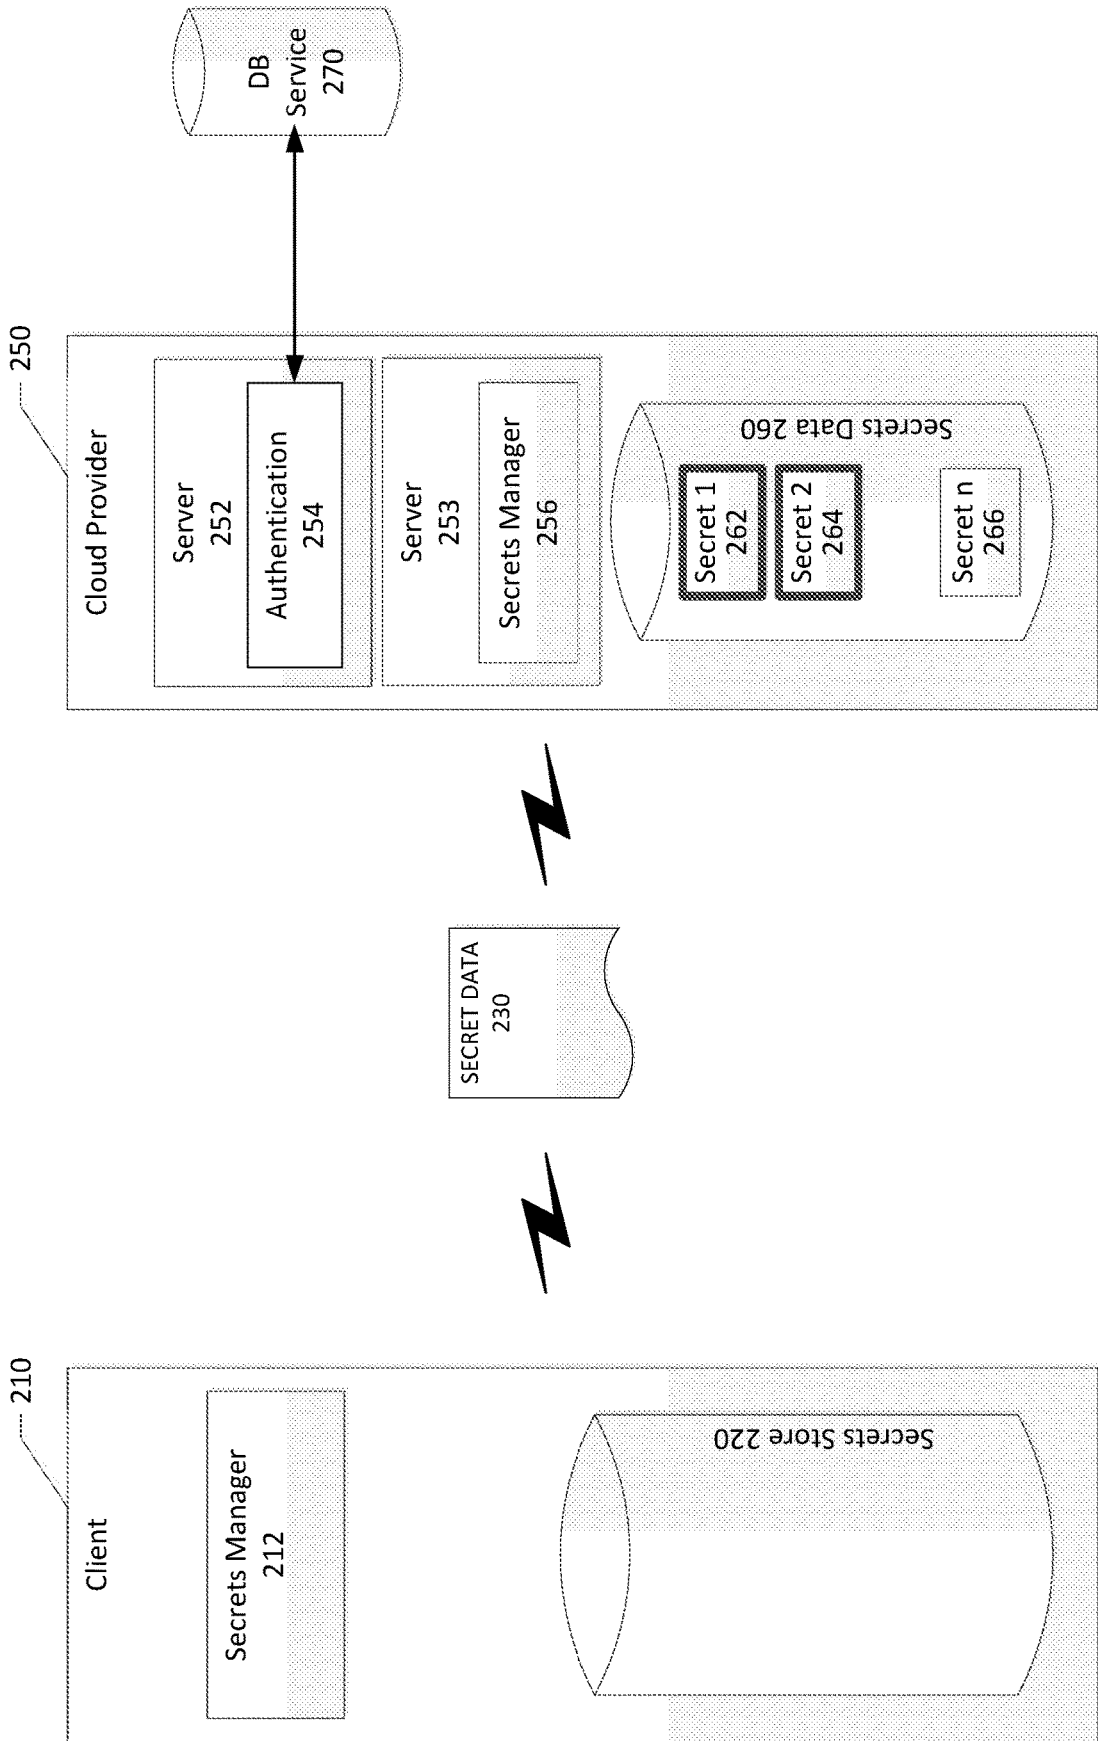 210
Client
Secrets Manager
212
Secrets Store 220
SECRET DATA
230
250
Cloud Provider
Server
252
Authentication
254
Server
253
Secrets Manager
256
Secrets Data 260
Secret 1
262
Secret 2
264
Secret n
266
DB
Service
270